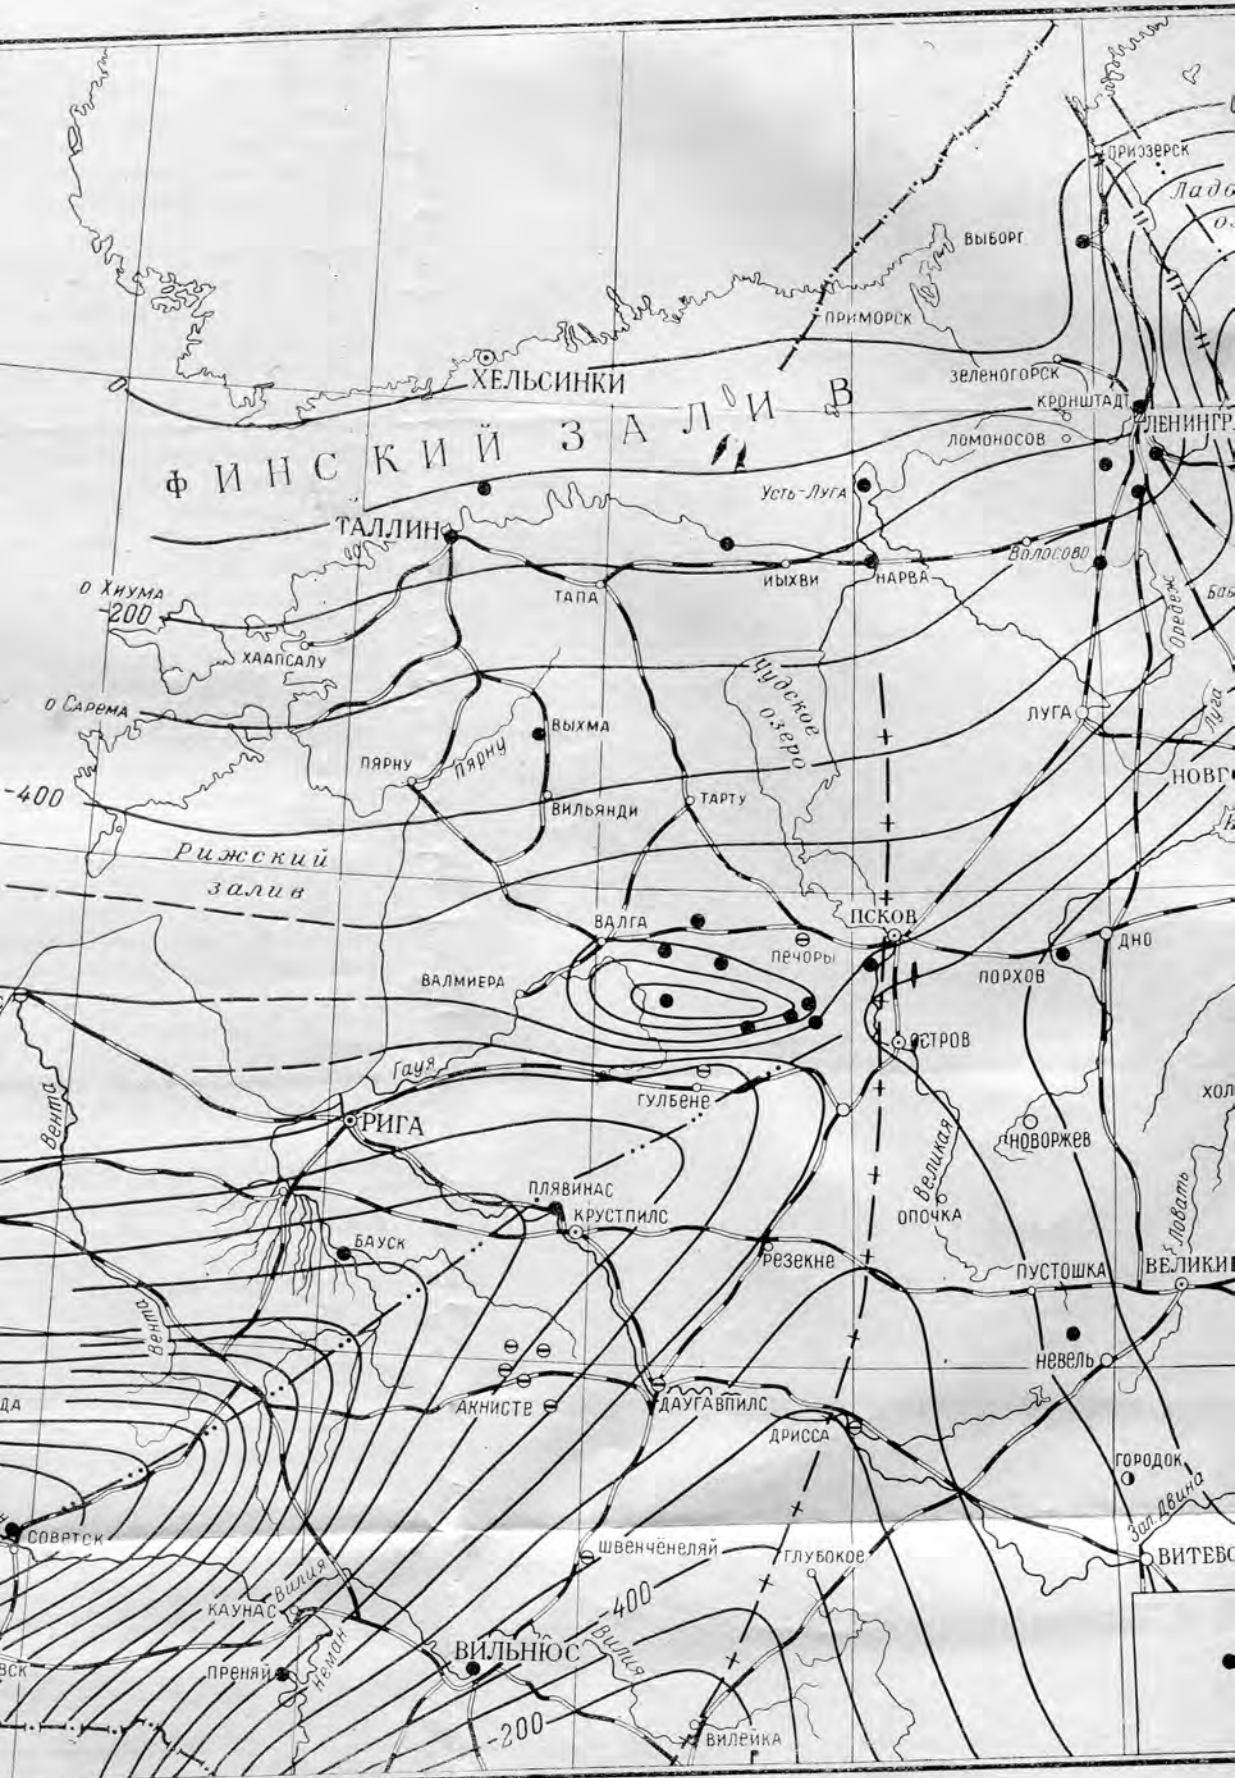 ПРИОЗЕРСК
ВЫБОРГ
ПРИМОРСК
ХЕЛЬСИНКИ
ЗЕЛЕНОГОРСК
КРОНШТАДТ
0
ФИНСКИЙ ЗАЛИВ
ЛОМОНОСОВ
УСТЬ-ЛУГА
ТАЛЛИН
ВОЛОСОВО
ИЫХВИ
НАРВА
ТАПА
О ХИУМА
-200
Оредеж
ХААПСАЛУ
Чудское
озеро
О САРЕМА
ЛУГА
Луга
ВЫХМА
ПЯРНУ
Пярну
-400
ТАРТУ
ВИЛЬЯНДИ
Рижский
залив
ПСКОВ
ВАЛГА
ДНО
ПЕЧОРЫ
ПОРХОВ
ВАЛМИЕРА
ОСТРОВ
Гауя
ГУЛБЕНЕ
Вента
РИГА
НОВОРЖЕВ
Великая
ПЛЯВИНАС
КРУСТПИЛС
ОПОЧКА
Ловать
БАУСК
РЕЗЕКНЕ
ПУСТОШКА
Вента
НЕВЕЛЬ
АКНИСТЕ
ДАУГАВПИЛС
ДРИССА
ГОРОДОК
Зап. Двина
СОВЕТСК
ШВЕНЧЁНЕЛЯЙ
ГЛУБОКОЕ
Вилия
-400
КАУНАС
ВИЛЬНЮС
Вилия
ПРЕНЯЙ
Неман
-200
ВИЛЕЙКА